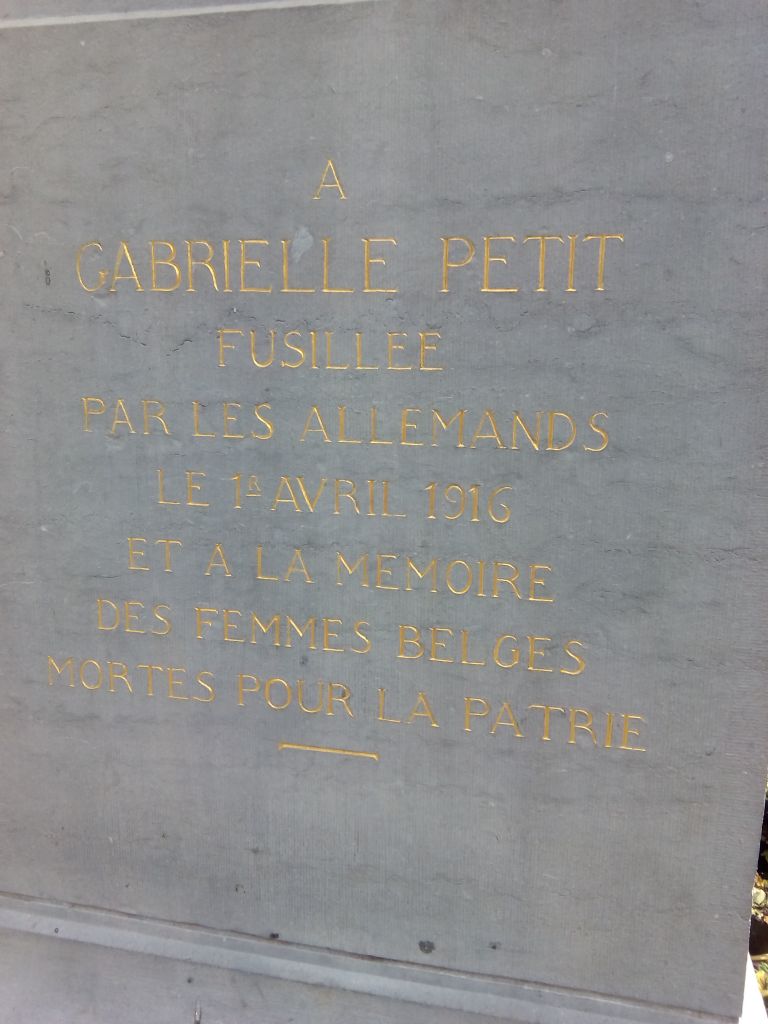 A
GABRIELLE PETIT
FUSILLEE
PAR LES ALLEMANDS
LE 1R AVRIL 1916
ET A LA MEMOIRE
DES FEMMES BELGES
MORTES POUR LA PATRIE